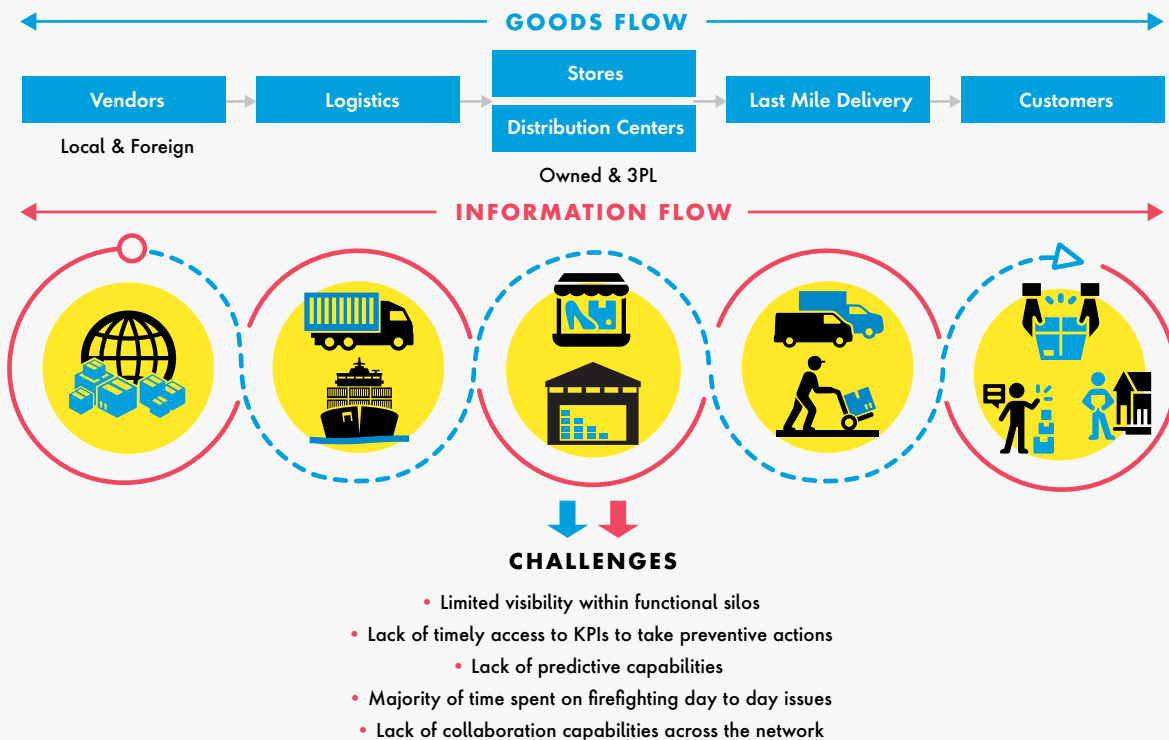 GOODS FLOW
Vendors
Local & Foreign
Logistics
Stores
Distribution Centers
Owned & 3PL
Last Mile Delivery
Customers
INFORMATION FLOW
CHALLENGES
• Limited visibility within functional silos
• Lack of timely access to KPIs to take preventive actions
• Lack of predictive capabilities
• Majority of time spent on firefighting day to day issues
• Lack of collaboration capabilities across the network